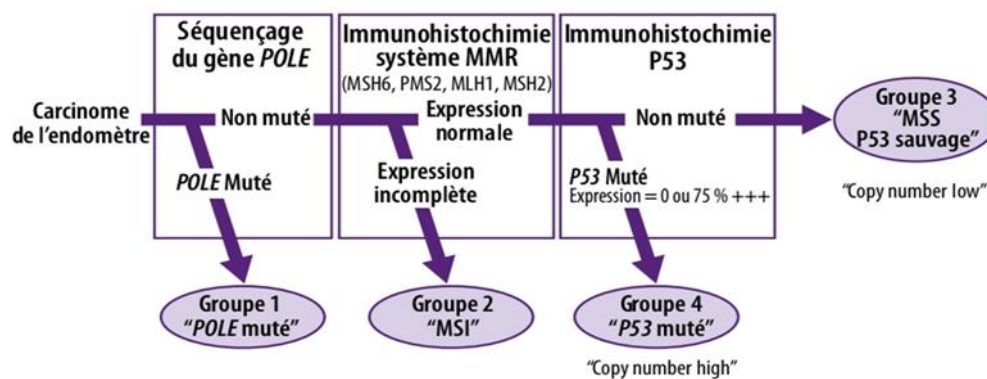 Séquençage
du gène POLE
Immunohistochimie
système MMR
(MSH6, PMS2, MLH1, MSH2)
Immunohistochimie
P53
Carcinome
de l'endomètre
Non muté
Expression
normale
Non muté
Groupe 3
“MSS
P53 sauvage”
“Copy number low”
POLE Muté
Expression
incomplète
P53 Muté
Expression = 0 ou 75 % +++
Groupe 1
“POLE muté”
Groupe 2
“MSI”
Groupe 4
“P53 muté”
“Copy number high”